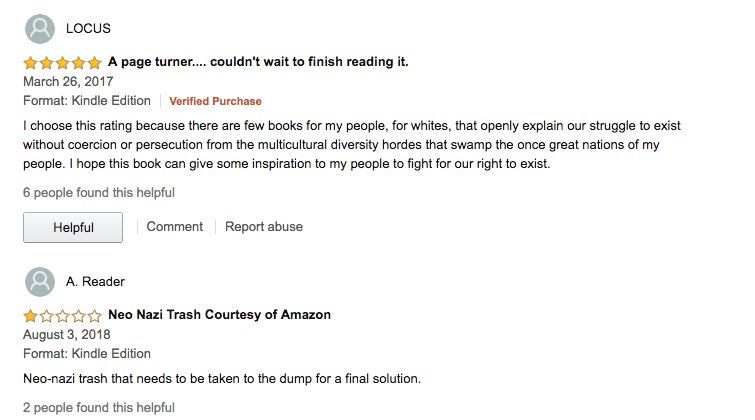 LOCUS
A page turner.... couldn't wait to finish reading it.
March 26, 2017
Format: Kindle Edition Verified Purchase
I choose this rating because there are few books for my people, for whites, that openly explain our struggle to exist
without coercion or persecution from the multicultural diversity hordes that swamp the once great nations of my
people. I hope this book can give some inspiration to my people to fight for our right to exist.
6 people found this helpful
Helpful Comment Report abuse
A. Reader
Neo Nazi Trash Courtesy of Amazon
August 3, 2018
Format: Kindle Edition
Neo-nazi trash that needs to be taken to the dump for a final solution.
2 people found this helpful